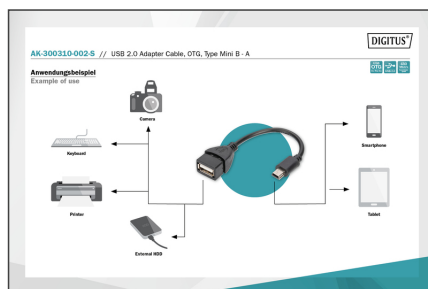 DIGITUS®
AK-300310-002-S // USB 2.0 Adapter Cable, OTG, Type Mini B - A
OTG
Anwendungsbeispiel
Example of use
Camera
Keyboard
Smartphone
Printer
Tablet
External HDD